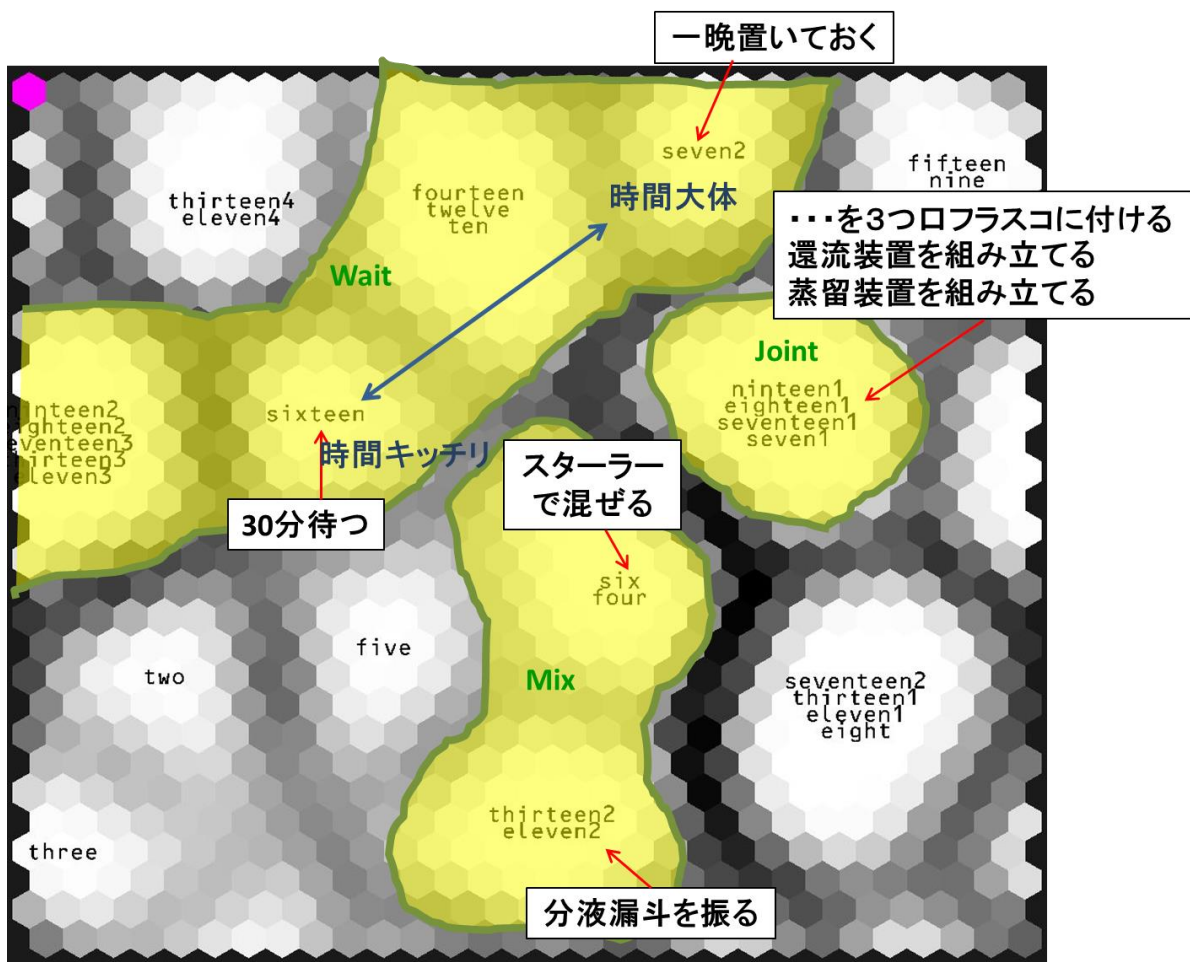 一晩置いておく
seven2
fifteen
nine
thirteen4
eleven4
fourteen
twelve
ten
時間大体
・・・を3つ口フラスコに付ける
還流装置を組み立てる
蒸留装置を組み立てる
Wait
Joint
ninteen1
eighteen1
seventeen1
seven1
ninteen2
eighteen2
seventeen3
thirteen3
eleven3
sixteen
時間キッチリ
スターラー
で混ぜる
30分待つ
six
four
five
two
Mix
seventeen2
thirteen1
eleven1
eight
thirteen2
eleven2
three
分液漏斗を振る